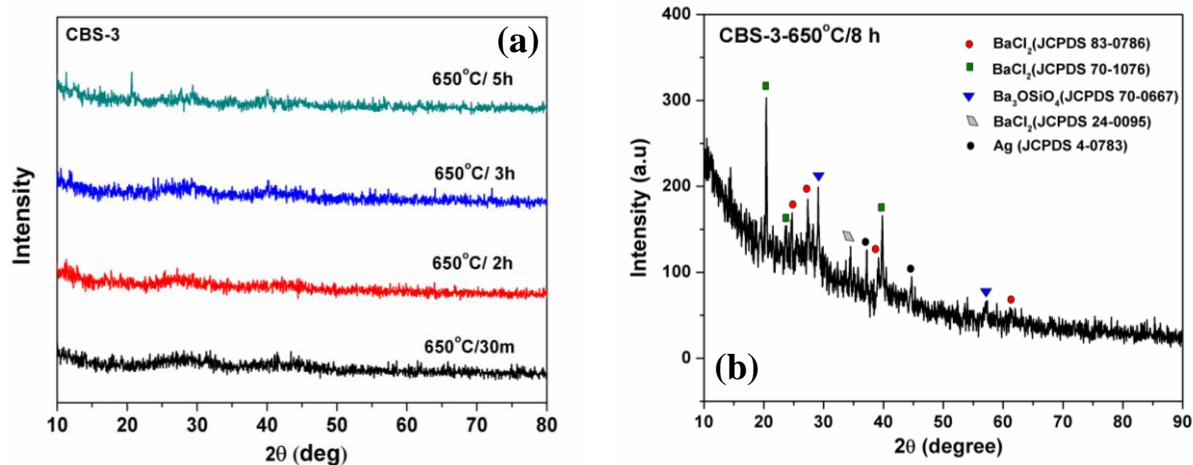 CBS-3
(a)
650°C/ 5h
650°C/ 3h
650°C/ 2h
650°C/30m
Intensity
10 20 30 40 50 60 70 80
2θ (deg)
CBS-3-650°C/8 h
BaCl₂(JCPDS 83-0786)
BaCl₂(JCPDS 70-1076)
Ba₃OSiO₄(JCPDS 70-0667)
BaCl₂(JCPDS 24-0095)
Ag (JCPDS 4-0783)
(b)
400
300
200
100
0
Intensity (a.u)
10 20 30 40 50 60 70 80 90
2θ (degree)